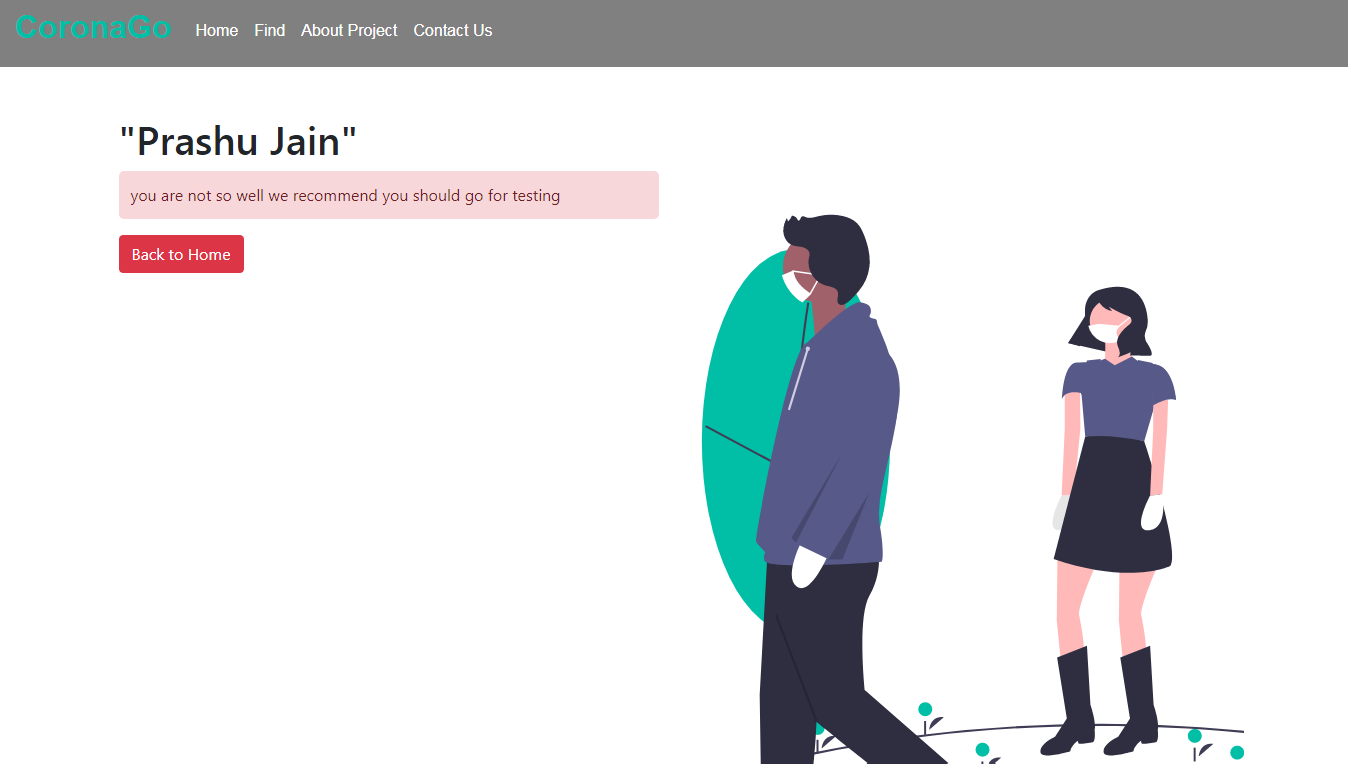 CoronaGo Home Find About Project Contact Us
"Prashu Jain"
you are not so well we recommend you should go for testing
Back to Home